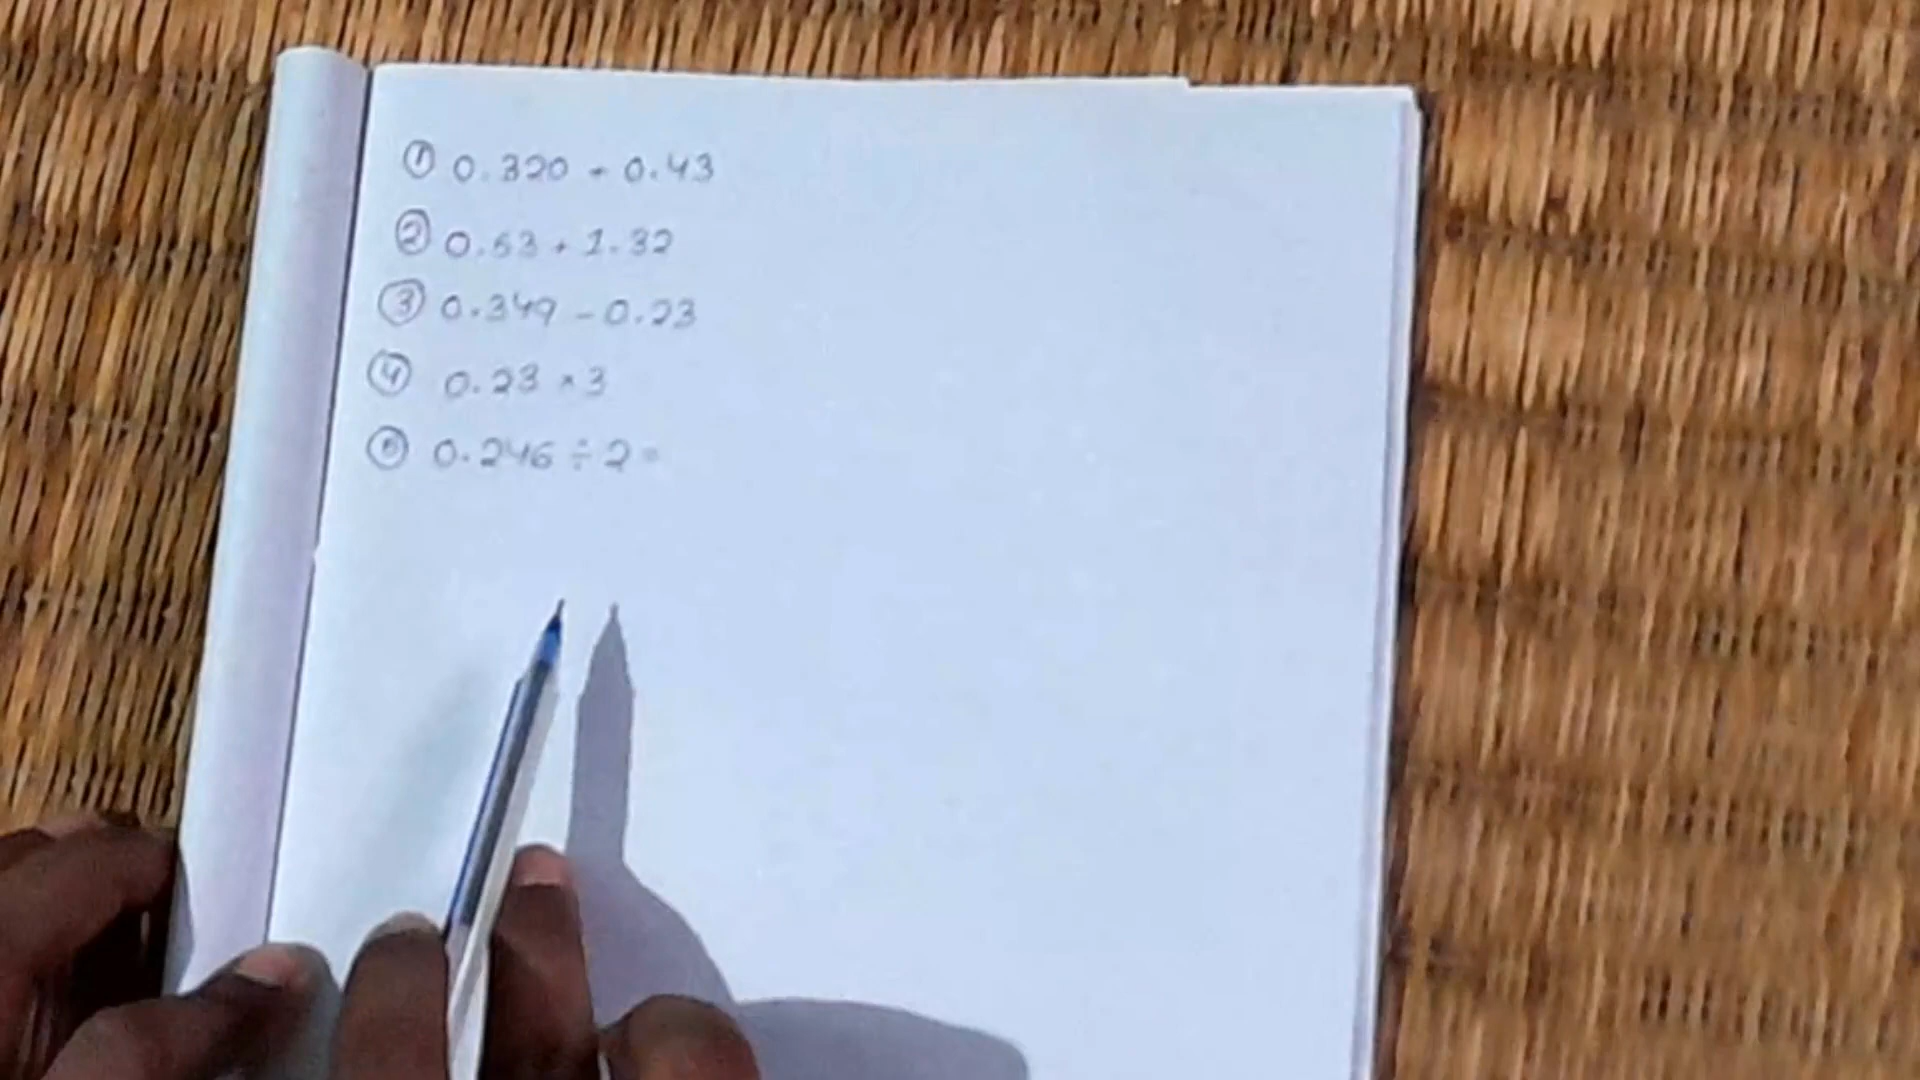 ① 0.320 + 0.43
② 0.53 + 1.32
③ 0.349 - 0.23
④ 0.23 × 3
⑤ 0.246 ÷ 2 =